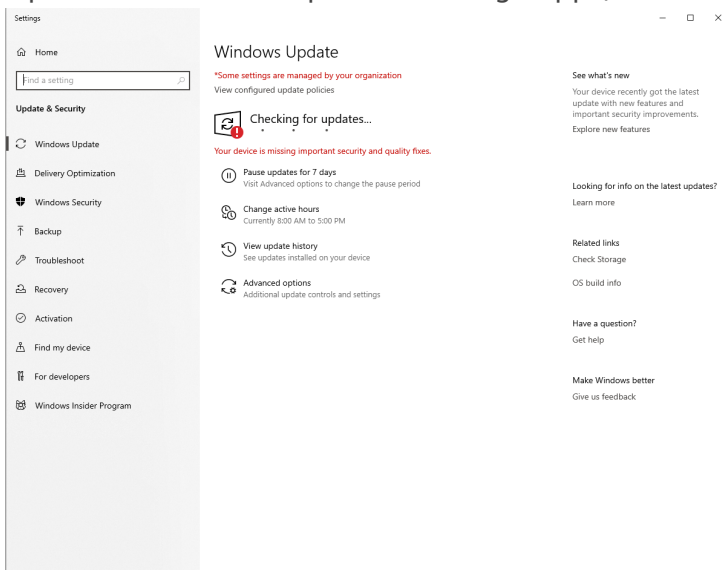 Settings
Home
Find a setting
Update & Security
Windows Update
Delivery Optimization
Windows Security
Backup
Troubleshoot
Recovery
Activation
Find my device
For developers
Windows Insider Program
Windows Update
*Some settings are managed by your organization
View configured update policies
Checking for updates...
Your device is missing important security and quality fixes.
Pause updates for 7 days
Visit Advanced options to change the pause period
Change active hours
Currently 8:00 AM to 5:00 PM
View update history
See updates installed on your device
Advanced options
Additional update controls and settings
See what's new
Your device recently got the latest
update with new features and
important security improvements.
Explore new features
Looking for info on the latest updates?
Learn more
Related links
Check Storage
OS build info
Have a question?
Get help
Make Windows better
Give us feedback